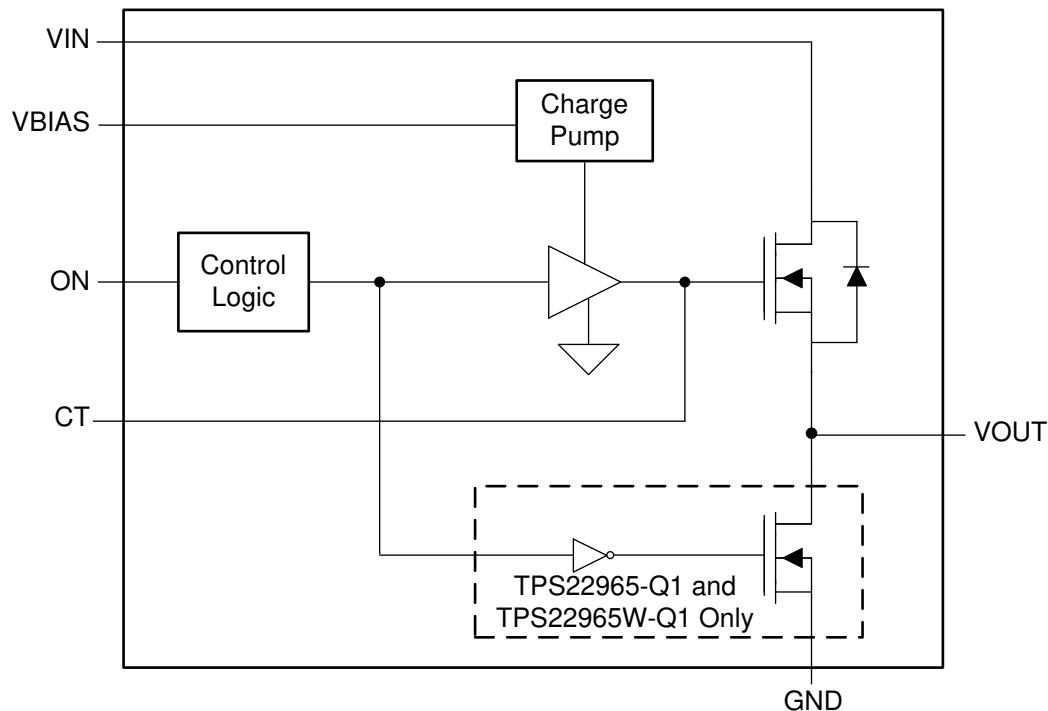 VIN
Charge
Pump
VBIAS
Control
Logic
ON
CT
VOUT
TPS22965-Q1 and
TPS22965W-Q1 Only
GND